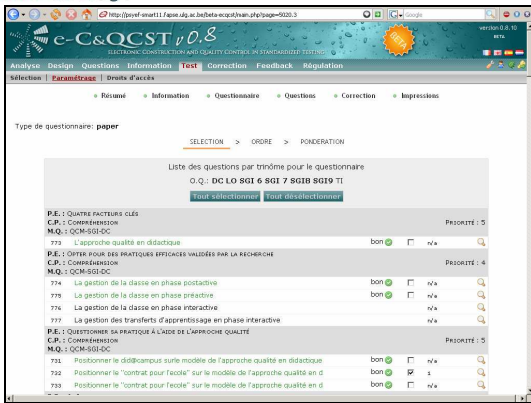 http://psyef-smart11.fapse.ulg.ac.be/beta-ecqcst/main.php?page=5020.3
Google
e-C&QCST v0.8
ELECTRONIC CONSTRUCTION AND QUALITY CONTROL IN STANDARDIZED TESTING
BETA
version 0.8.10
BETA
Analyse Design Questions Information Test Correction Feedback Régulation
Sélection | Paramétrage | Droits d'accès
Résumé Information Questionnaire Questions Correction Impressions
Type de questionnaire: paper
SELECTION > ORDRE > PONDERATION
Liste des questions par trinôme pour le questionnaire
O.Q.: DC LO SGI 6 SGI 7 SGI8 SGI9 TI
Tout sélectionner Tout désélectionner
P.E. : QUATRE FACTEURS CLÉS
C.P. : COMPRÉHENSION PRIORITÉ : 5
M.Q. : QCM-SGI-DC
773 L'approche qualité en didactique bon n/a
P.E. : OPTER POUR DES PRATIQUES EFFICACES VALIDÉES PAR LA RECHERCHE
C.P. : COMPRÉHENSION PRIORITÉ : 4
M.Q. : QCM-SGI-DC
774 La gestion de la classe en phase postactive bon n/a
775 La gestion de la classe en phase préactive bon n/a
776 La gestion de la classe en phase interactive n/a
777 La gestion des transferts d'apprentissage en phase interactive n/a
P.E. : QUESTIONNER SA PRATIQUE À L'AIDE DE L'APPROCHE QUALITÉ
C.P. : COMPRÉHENSION PRIORITÉ : 5
M.Q. : QCM-SGI-DC
731 Positionner le did@campus surle modèle de l'approche qualité en didactique bon n/a
732 Positionner le "contrat pour l'ecole" sur le modèle de l'approche qualité en d bon 1
733 Positionner le "contrat pour l'ecole" sur le modèle de l'approche qualité en d bon n/a